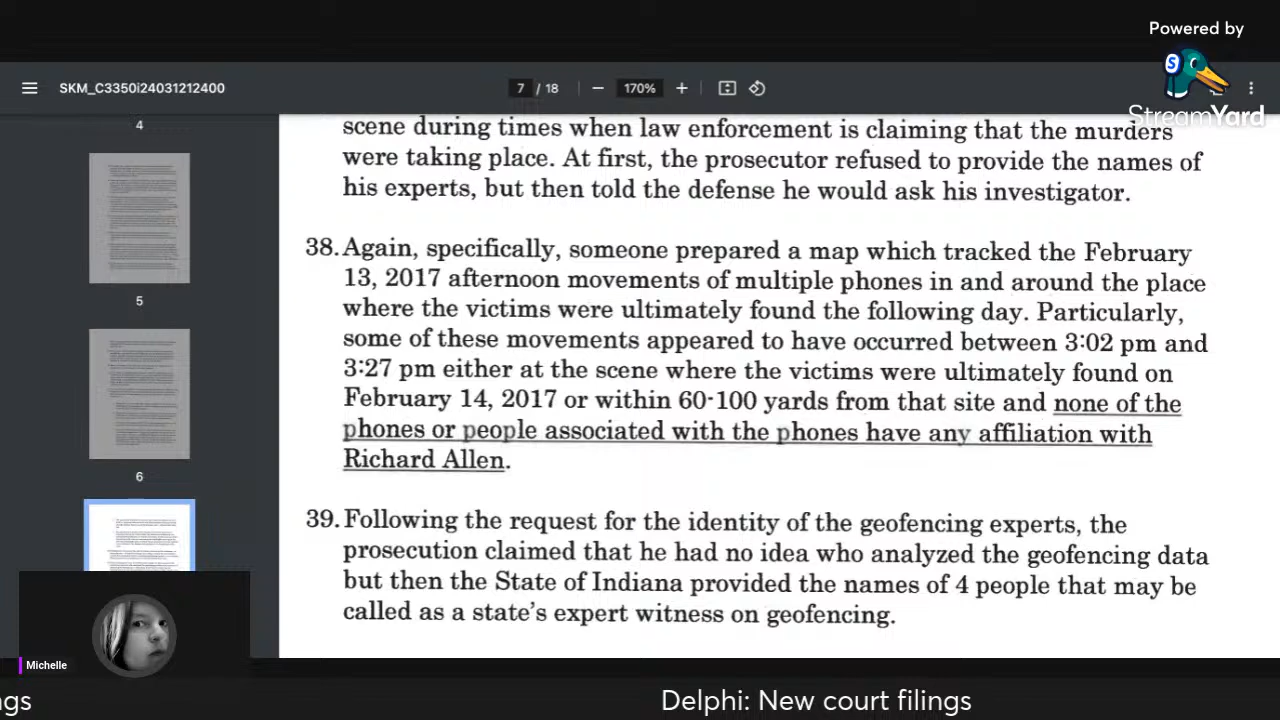 Powered by
StreamYard
SKM_C3350i24031212400
7 / 18
170%
4
5
6
scene during times when law enforcement is claiming that the murders
were taking place. At first, the prosecutor refused to provide the names of
his experts, but then told the defense he would ask his investigator.
38. Again, specifically, someone prepared a map which tracked the February
13, 2017 afternoon movements of multiple phones in and around the place
where the victims were ultimately found the following day. Particularly,
some of these movements appeared to have occurred between 3:02 pm and
3:27 pm either at the scene where the victims were ultimately found on
February 14, 2017 or within 60-100 yards from that site and none of the
phones or people associated with the phones have any affiliation with
Richard Allen.
39. Following the request for the identity of the geofencing experts, the
prosecution claimed that he had no idea who analyzed the geofencing data
but then the State of Indiana provided the names of 4 people that may be
called as a state's expert witness on geofencing.
Michelle
ngs
Delphi: New court filings